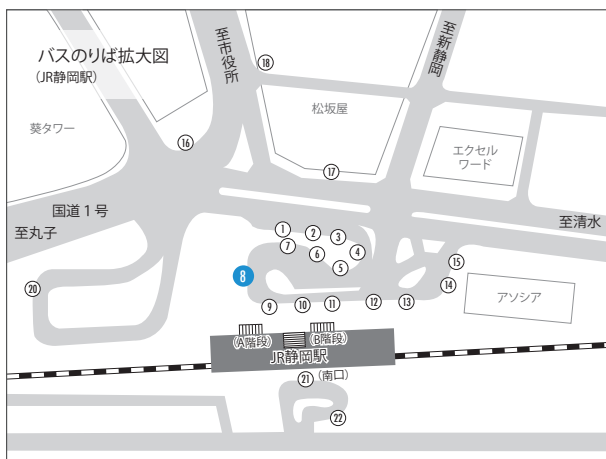 バスのりば拡大図
（JR静岡駅）
至市役所
至新静岡
⑱
松坂屋
葵タワー
エクセル
ワード
⑯
⑰
国道１号
至丸子
至清水
①
②
③
⑦
⑥
④
⑤
⑮
8
⑭
⑳
アソシア
⑨
⑩
⑪
⑫
⑬
（A階段）
（B階段）
JR静岡駅
㉑（南口）
㉒